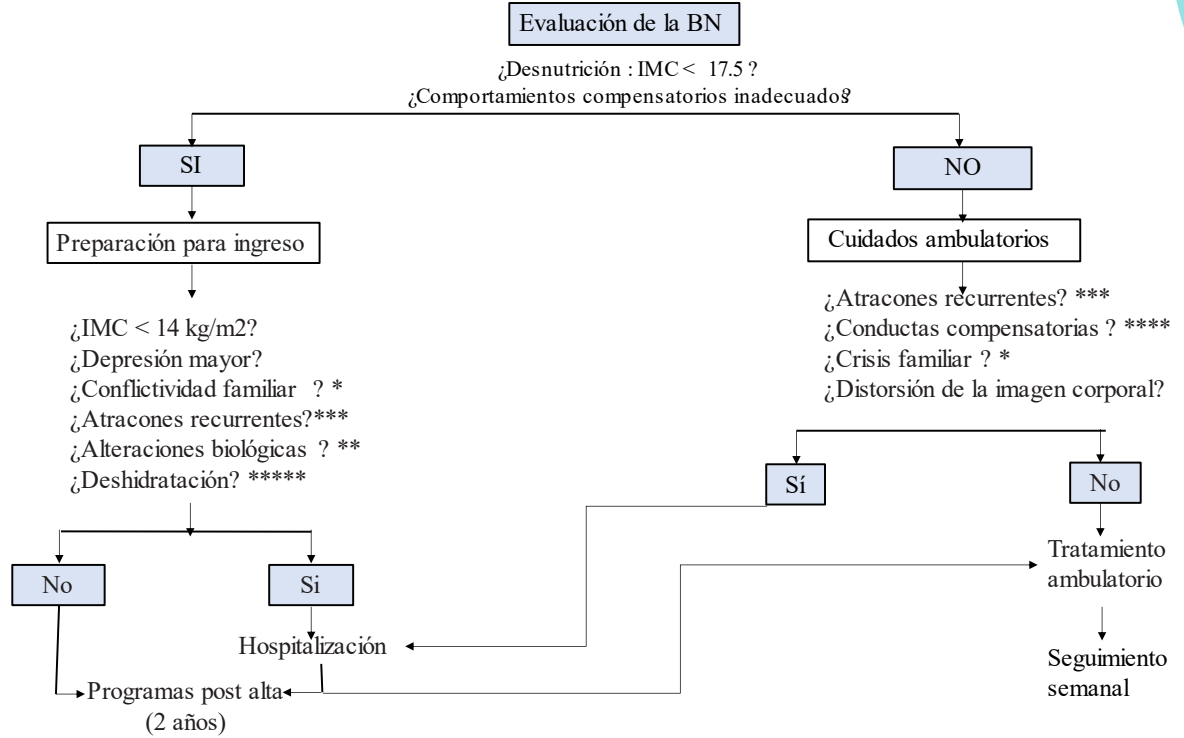 Evaluación de la BN
¿Desnutrición : IMC < 17.5 ?
¿Comportamientos compensatorios inadecuados?
SI
NO
Preparación para ingreso
Cuidados ambulatorios
¿IMC < 14 kg/m2?
¿Depresión mayor?
¿Conflictividad familiar ? *
¿Atracones recurrentes?***
¿Alteraciones biológicas ? **
¿Deshidratación? *****
¿Atracones recurrentes? ***
¿Conductas compensatorias ? ****
¿Crisis familiar ? *
¿Distorsión de la imagen corporal?
Sí
No
No
Si
Tratamiento
ambulatorio
Hospitalización
Seguimiento
semanal
Programas post alta
(2 años)